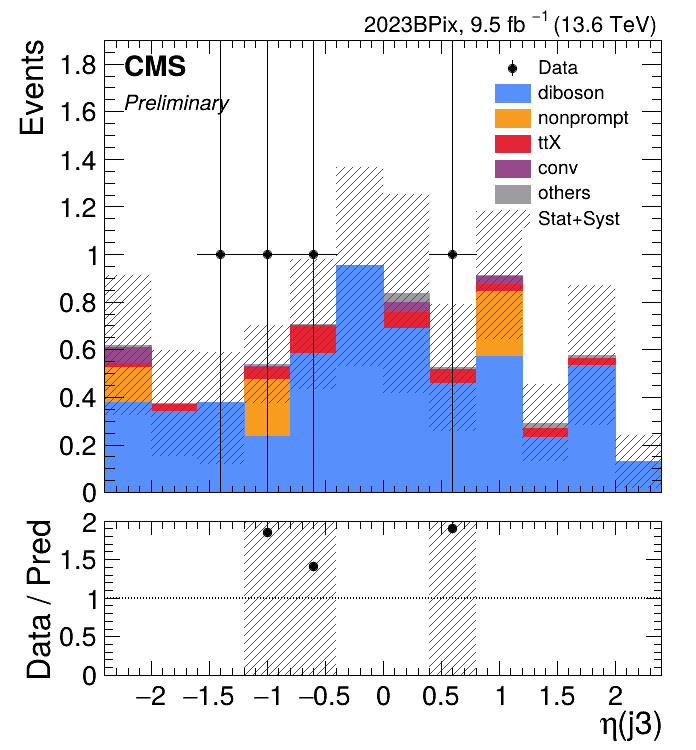 2023BPix, 9.5 fb⁻¹ (13.6 TeV)
CMS
Preliminary
Events
1.8
1.6
1.4
1.2
1
0.8
0.6
0.4
0.2
0
Data
diboson
nonprompt
ttX
conv
others
Stat+Syst
Data / Pred
2
1.5
1
0.5
0
−2 −1.5 −1 −0.5 0 0.5 1 1.5 2
η(j3)